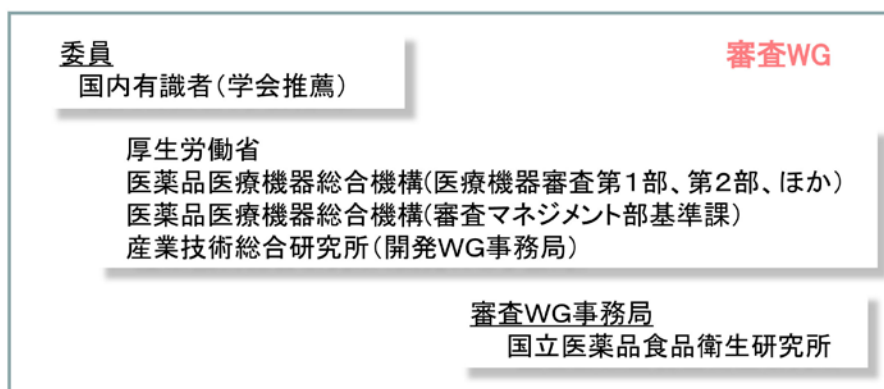 委員
国内有識者(学会推薦)
審査WG
厚生労働省
医薬品医療機器総合機構(医療機器審査第1部、第2部、ほか)
医薬品医療機器総合機構(審査マネジメント部基準課)
産業技術総合研究所(開発WG事務局)
審査WG事務局
国立医薬品食品衛生研究所